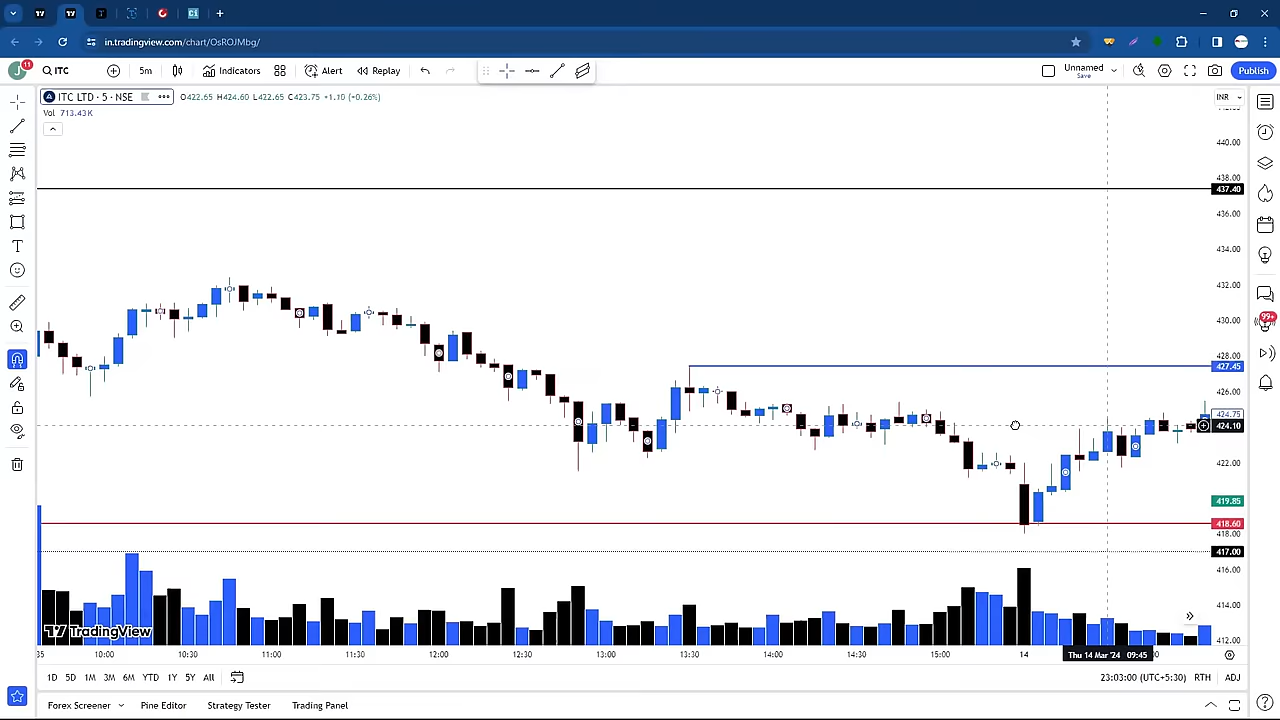 in.tradingview.com/chart/OsROJMbg/
11 ITC 5m Indicators Alert Replay Unnamed Save Publish
ITC LTD · 5 · NSE O422.65 H424.60 L422.65 C423.75 +1.10 (+0.26%) INR
Vol 713.43K
440.00
438.00
437.40
436.00
434.00
432.00
430.00
428.00
427.45
426.00
424.75
424.10
422.00
419.85
418.60
418.00
417.00
416.00
414.00
412.00
99+
TradingView
35 10:00 10:30 11:00 11:30 12:00 12:30 13:00 13:30 14:00 14:30 15:00 14 Thu 14 Mar '24 09:45
1D 5D 1M 3M 6M YTD 1Y 5Y All 23:03:00 (UTC+5:30) RTH ADJ
Forex Screener Pine Editor Strategy Tester Trading Panel